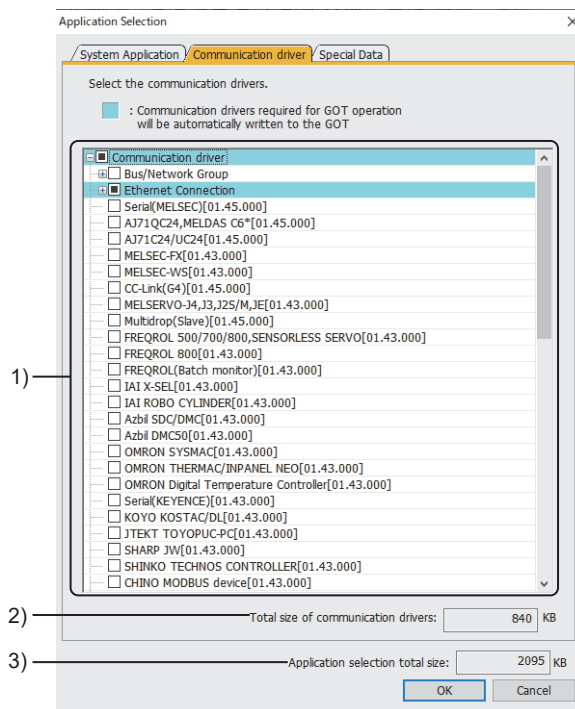 Application Selection
System Application Communication driver Special Data
Select the communication drivers.
: Communication drivers required for GOT operation
will be automatically written to the GOT
Communication driver
Bus/Network Group
Ethernet Connection
Serial(MELSEC)[01.45.000]
AJ71QC24,MELDAS C6*[01.45.000]
AJ71C24/UC24[01.45.000]
MELSEC-FX[01.43.000]
MELSEC-WS[01.43.000]
CC-Link(G4)[01.45.000]
MELSERVO-J4,J3,J2S/M,JE[01.43.000]
Multidrop(Slave)[01.45.000]
FREQROL 500/700/800,SENSORLESS SERVO[01.43.000]
FREQROL 800[01.43.000]
FREQROL(Batch monitor)[01.43.000]
IAI X-SEL[01.43.000]
IAI ROBO CYLINDER[01.43.000]
Azbil SDC/DMC[01.43.000]
Azbil DMC50[01.43.000]
OMRON SYSMAC[01.43.000]
OMRON THERMAC/INPANEL NEO[01.43.000]
OMRON Digital Temperature Controller[01.43.000]
Serial(KEYENCE)[01.43.000]
KOYO KOSTAC/DL[01.43.000]
JTEKT TOYOPUC-PC[01.43.000]
SHARP JW[01.43.000]
SHINKO TECHNOS CONTROLLER[01.43.000]
CHINO MODBUS device[01.43.000]
1)
2) Total size of communication drivers: 840 KB
3) Application selection total size: 2095 KB
OK Cancel